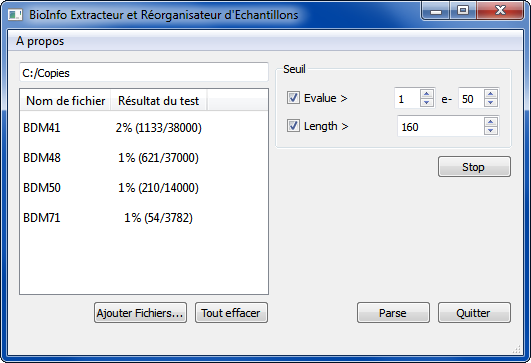 BioInfo Extracteur et Réorganisateur d'Echantillons
A propos
C:/Copies
Nom de fichier Résultat du test
BDM41 2% (1133/38000)
BDM48 1% (621/37000)
BDM50 1% (210/14000)
BDM71 1% (54/3782)
Ajouter Fichiers... Tout effacer
Seuil
Evalue > 1 e- 50
Length > 160
Stop
Parse Quitter